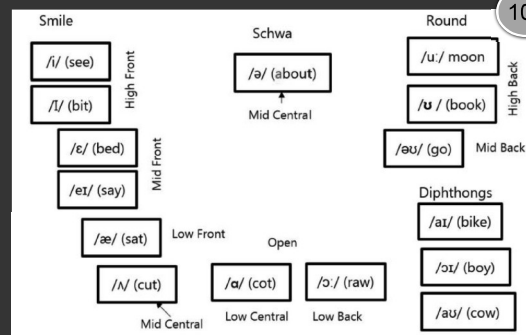 10
Smile
Schwa
Round
/i/ (see)
/I/ (bit)
High Front
/ə/ (about)
Mid Central
/uː/ moon
/ʊ / (book)
High Back
/ɛ/ (bed)
/eɪ/ (say)
Mid Front
/əʊ/ (go)
Mid Back
/æ/ (sat)
Low Front
/ʌ/ (cut)
Mid Central
Open
/ɑ/ (cot)
Low Central
/ɔː/ (raw)
Low Back
Diphthongs
/aɪ/ (bike)
/ɔɪ/ (boy)
/aʊ/ (cow)